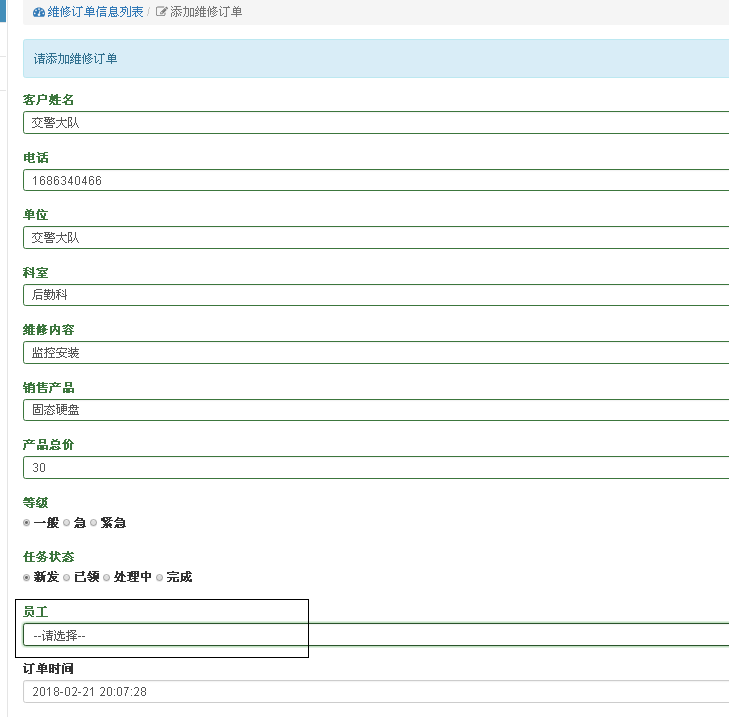 维修订单信息列表 / 添加维修订单
请添加维修订单
客户姓名
交警大队
电话
1686340466
单位
交警大队
科室
后勤科
维修内容
监控安装
销售产品
固态硬盘
产品总价
30
等级
一般 急 紧急
任务状态
新发 已领 处理中 完成
员工
--请选择--
订单时间
2018-02-21 20:07:28